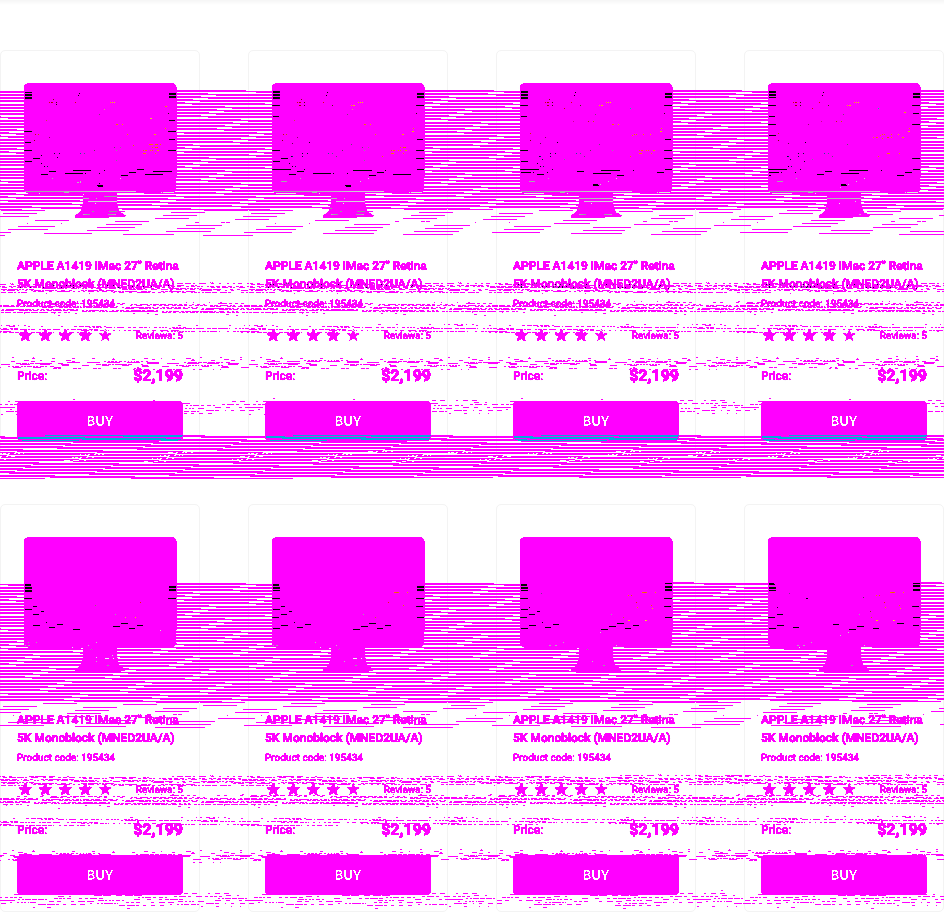 APPLE A1419 iMac 27" Retina APPLE A1419 iMac 27" Retina APPLE A1419 iMac 27" Retina APPLE A1419 iMac 27" Retina
5K Monoblock (MNED2UA/A) 5K Monoblock (MNED2UA/A) 5K Monoblock (MNED2UA/A) 5K Monoblock (MNED2UA/A)
Product code: 195434 Product code: 195434 Product code: 195434 Product code: 195434
Reviews: 5 Reviews: 5 Reviews: 5 Reviews: 5
Price: $2,199 Price: $2,199 Price: $2,199 Price: $2,199
BUY BUY BUY BUY
APPLE A1419 iMac 27" Retina APPLE A1419 iMac 27" Retina APPLE A1419 iMac 27" Retina APPLE A1419 iMac 27" Retina
5K Monoblock (MNED2UA/A) 5K Monoblock (MNED2UA/A) 5K Monoblock (MNED2UA/A) 5K Monoblock (MNED2UA/A)
Product code: 195434 Product code: 195434 Product code: 195434 Product code: 195434
Reviews: 5 Reviews: 5 Reviews: 5 Reviews: 5
Price: $2,199 Price: $2,199 Price: $2,199 Price: $2,199
BUY BUY BUY BUY